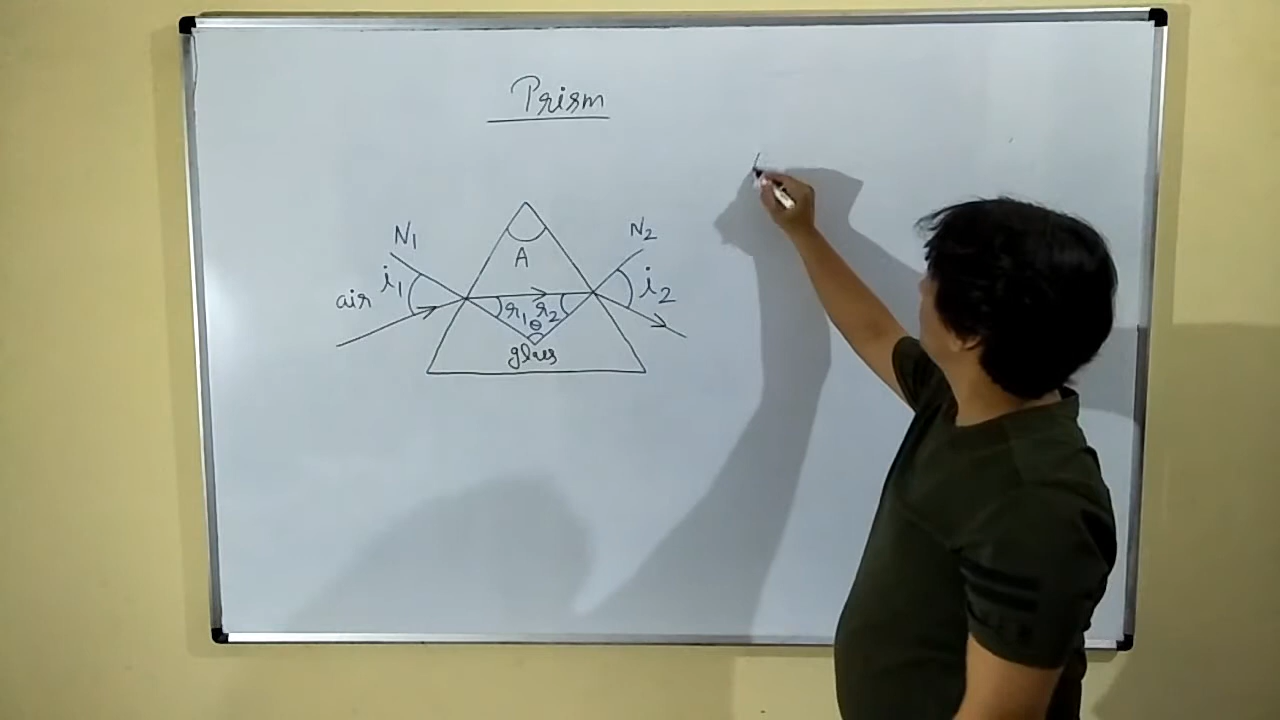 Prism
N1 N2
A
air i1 i2
r1 r2
θ
glass